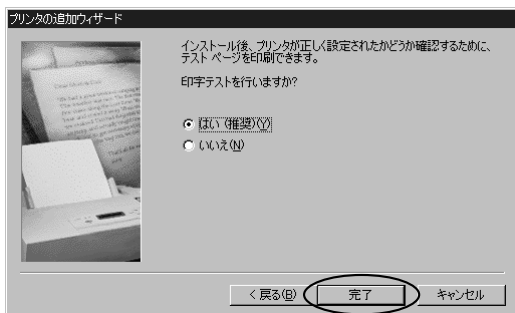 プリンタの追加ウィザード
インストール後、プリンタが正しく設定されたかどうか確認するために、
テスト ページを印刷できます。
印字テストを行いますか?
はい (推奨)(Y)
いいえ(N)
< 戻る(B)
完了
キャンセル